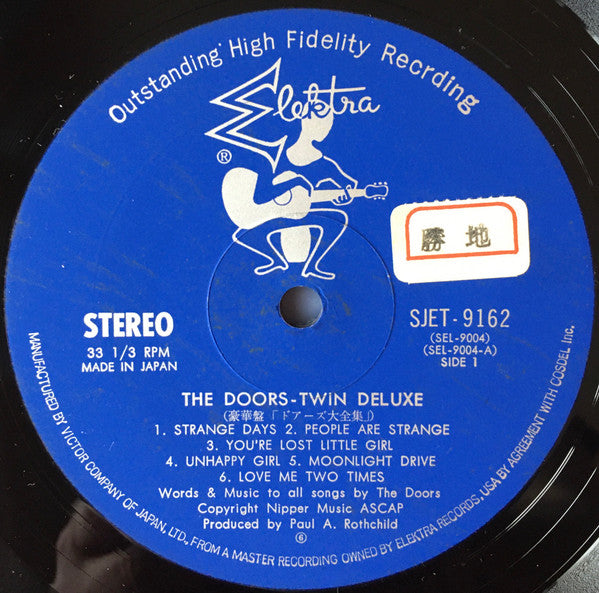 Outstanding High Fidelity Recrding
Elektra
®
勝地
STEREO
33 1/3 RPM
MADE IN JAPAN
SJET-9162
(SEL-9004)
(SEL-9004-A)
SIDE 1
THE DOORS-TWiN DELUXE
(豪華盤「ドアーズ大全集」)
1. STRANGE DAYS 2. PEOPLE ARE STRANGE
3. YOU'RE LOST LITTLE GIRL
4. UNHAPPY GIRL 5. MOONLIGHT DRIVE
6. LOVE ME TWO TIMES
Words & Music to all songs by The Doors
Copyright Nipper Music ASCAP
Produced by Paul A. Rothchild
⑥
MANUFACTURED BY VICTOR COMPANY OF JAPAN, LTD., FROM A MASTER RECORDING OWNED BY ELEKTRA RECORDS, USA BY AGREEMENT WITH COSDEL Inc.